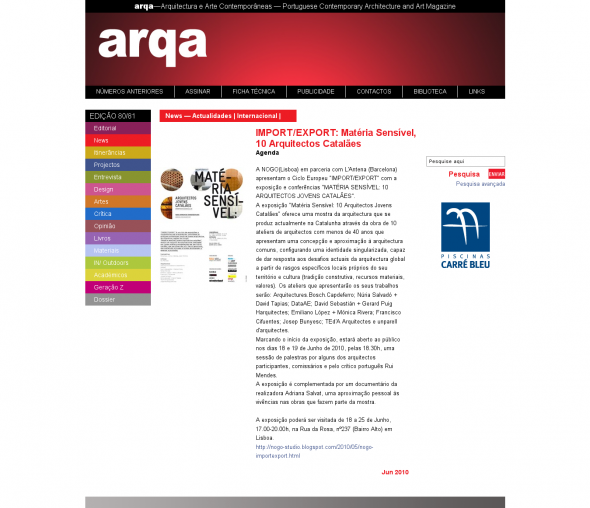 arqa—Arquitectura e Arte Contemporâneas — Portuguese Contemporary Architecture and Art Magazine
arqa
NÚMEROS ANTERIORES
ASSINAR
FICHA TÉCNICA
PUBLICIDADE
CONTACTOS
BIBLIOTECA
LINKS
EDIÇÃO 80/81
Editorial
News
Itinerâncias
Projectos
Entrevista
Design
Artes
Crítica
Opinião
Livros
Materiais
IN/ Outdoors
Académicos
Geração Z
Dossier
News — Actualidades | Internacional |
MATÉ-
RIA
SENSÍ-
VEL:
ARQUITECTOS
JOVENS
CATALÃES
IMPORT/EXPORT: Matéria Sensível,
10 Arquitectos Catalães
Agenda
A NOGO(Lisboa) em parceria com L'Antena (Barcelona)
apresentam o Ciclo Europeu "IMPORT/EXPORT" com a
exposição e conferências "MATÉRIA SENSÍVEL: 10
ARQUITECTOS JOVENS CATALÃES".
A exposição "Matéria Sensível: 10 Arquitectos Jovens
Catalães" oferece uma mostra da arquitectura que se
produz actualmente na Catalunha através da obra de 10
ateliers de arquitectos com menos de 40 anos que
apresentam uma concepção e aproximação à arquitectura
comuns, configurando uma identidade singularizada, capaz
de dar resposta aos desafios actuais da arquitectura global
a partir de rasgos específicos locais próprios do seu
território e cultura (tradição construtiva, recursos materiais,
valores). Os ateliers que apresentarão os seus trabalhos
serão: Arquitectures.Bosch,Capdeferro; Núria Salvadó +
David Tapias; DataAE; David Sebastián + Gerard Puig
Harquitectes; Emiliano López + Mónica Rivera; Francisco
Cifuentes; Josep Bunyesc; TEd'A Arquitectes e unparell
d'arquitectes.
Marcando o início da exposição, estará aberto ao público
nos dias 18 e 19 de Junho de 2010, pelas 18.30h, uma
sessão de palestras por alguns dos arquitectos
participantes, comissários e pelo crítico português Rui
Mendes.
A exposição é complementada por um documentário da
realizadora Adriana Salvat, uma aproximação pessoal às
vivências nas obras que fazem parte da mostra.
A exposição poderá ser visitada de 18 a 25 de Junho,
17.00-20.00h, na Rua da Rosa, nº237 (Bairro Alto) em
Lisboa.
http://nogo-studio.blogspot.com/2010/05/nogo-
importexport.html
Jun 2010
Pesquise aqui
Pesquisa
ENVIAR
Pesquisa avançada
PISCINAS
CARRÉ BLEU